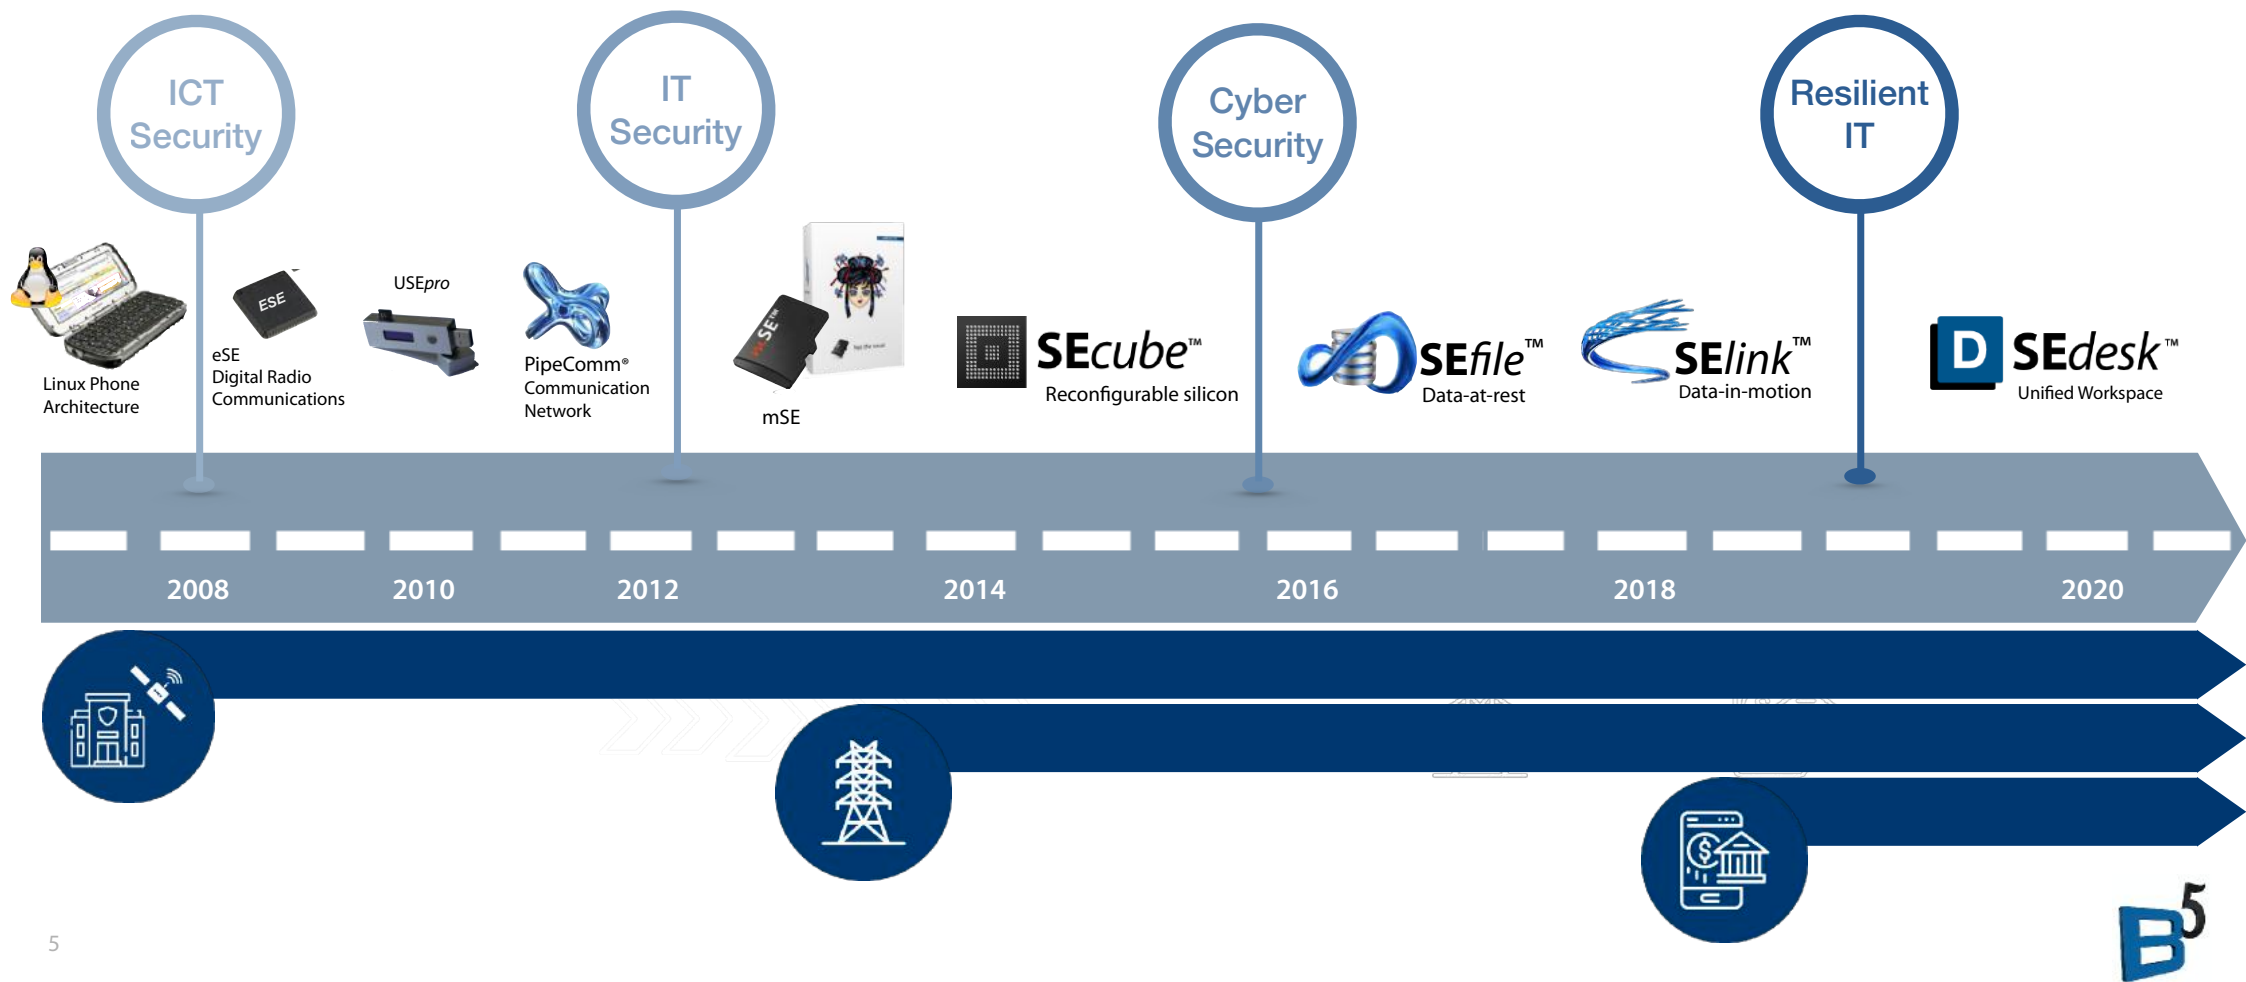 ICT
Security
IT
Security
Cyber
Security
Resilient
IT
Linux Phone
Architecture
ESE
eSE
Digital Radio
Communications
USEpro
PipeComm®
Communication
Network
mSE™
mSE
SEcube™
Reconfigurable silicon
SEfile™
Data-at-rest
SElink™
Data-in-motion
D
SEdesk™
Unified Workspace
2008
2010
2012
2014
2016
2018
2020
5
B5